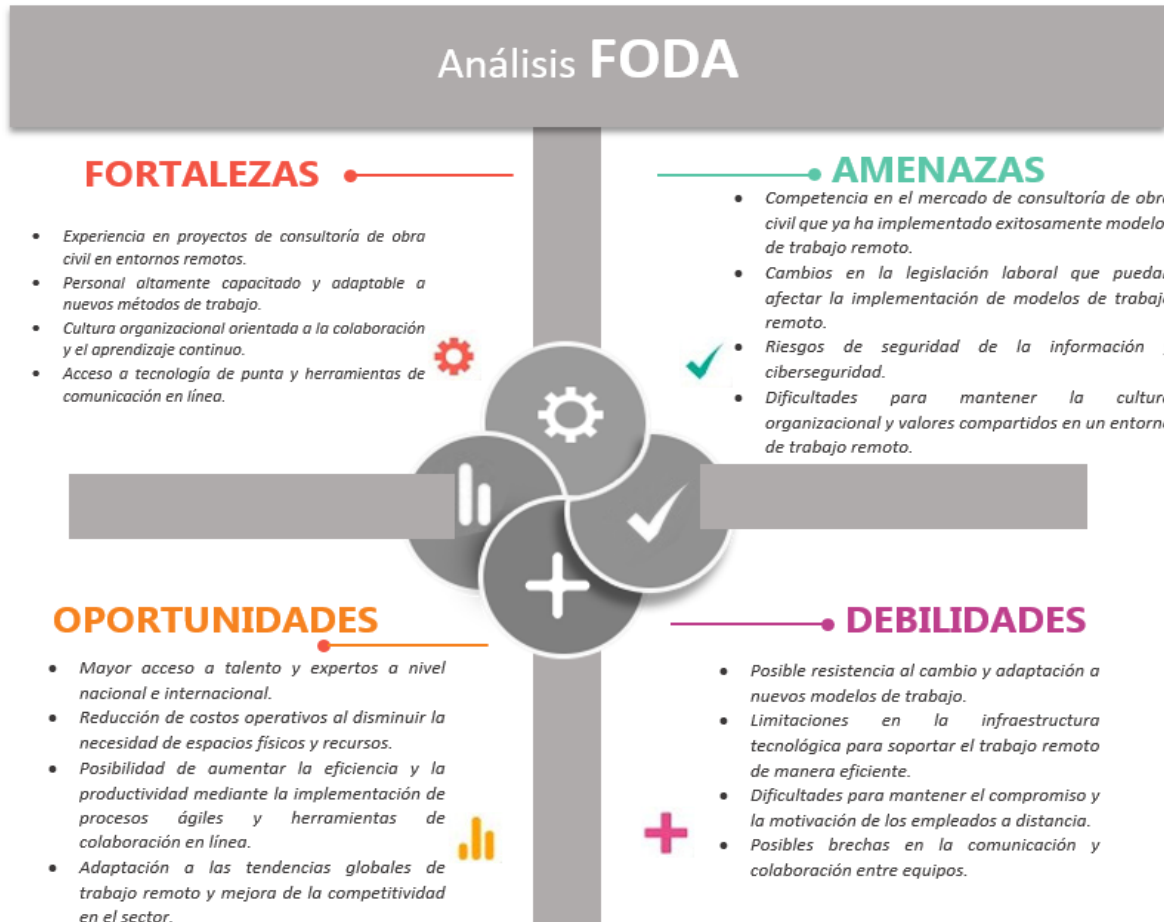 Análisis FODA
FORTALEZAS
• Experiencia en proyectos de consultoría de obra
civil en entornos remotos.
• Personal altamente capacitado y adaptable a
nuevos métodos de trabajo.
• Cultura organizacional orientada a la colaboración
y el aprendizaje continuo.
• Acceso a tecnología de punta y herramientas de
comunicación en línea.
AMENAZAS
• Competencia en el mercado de consultoría de obra
civil que ya ha implementado exitosamente modelo
de trabajo remoto.
• Cambios en la legislación laboral que puedan
afectar la implementación de modelos de trabajo
remoto.
• Riesgos de seguridad de la información
ciberseguridad.
• Dificultades para mantener la cultura
organizacional y valores compartidos en un entorno
de trabajo remoto.
OPORTUNIDADES
• Mayor acceso a talento y expertos a nivel
nacional e internacional.
• Reducción de costos operativos al disminuir la
necesidad de espacios físicos y recursos.
• Posibilidad de aumentar la eficiencia y la
productividad mediante la implementación de
procesos ágiles y herramientas de
colaboración en línea.
• Adaptación a las tendencias globales de
trabajo remoto y mejora de la competitividad
en el sector.
DEBILIDADES
• Posible resistencia al cambio y adaptación a
nuevos modelos de trabajo.
• Limitaciones en la infraestructura
tecnológica para soportar el trabajo remoto
de manera eficiente.
• Dificultades para mantener el compromiso y
la motivación de los empleados a distancia.
• Posibles brechas en la comunicación y
colaboración entre equipos.